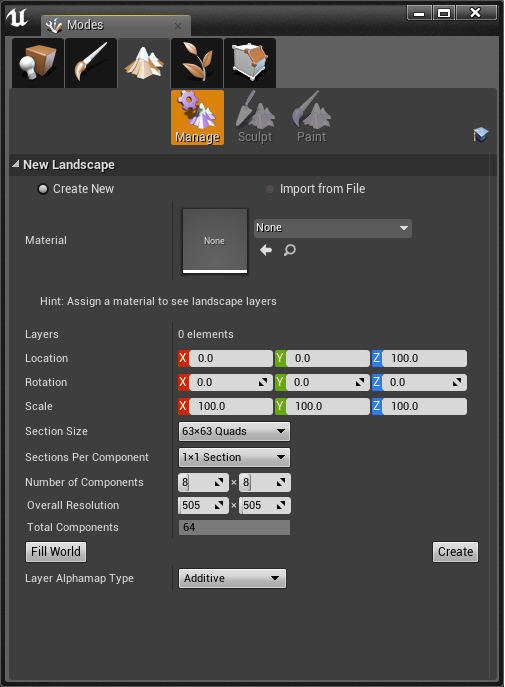 Modes
Manage Sculpt Paint
New Landscape
Create New Import from File
Material None None
Hint: Assign a material to see landscape layers
Layers 0 elements
Location X 0.0 Y 0.0 Z 100.0
Rotation X 0.0 Y 0.0 Z 0.0
Scale X 100.0 Y 100.0 Z 100.0
Section Size 63×63 Quads
Sections Per Component 1×1 Section
Number of Components 8 × 8
Overall Resolution 505 × 505
Total Components 64
Fill World Create
Layer Alphamap Type Additive